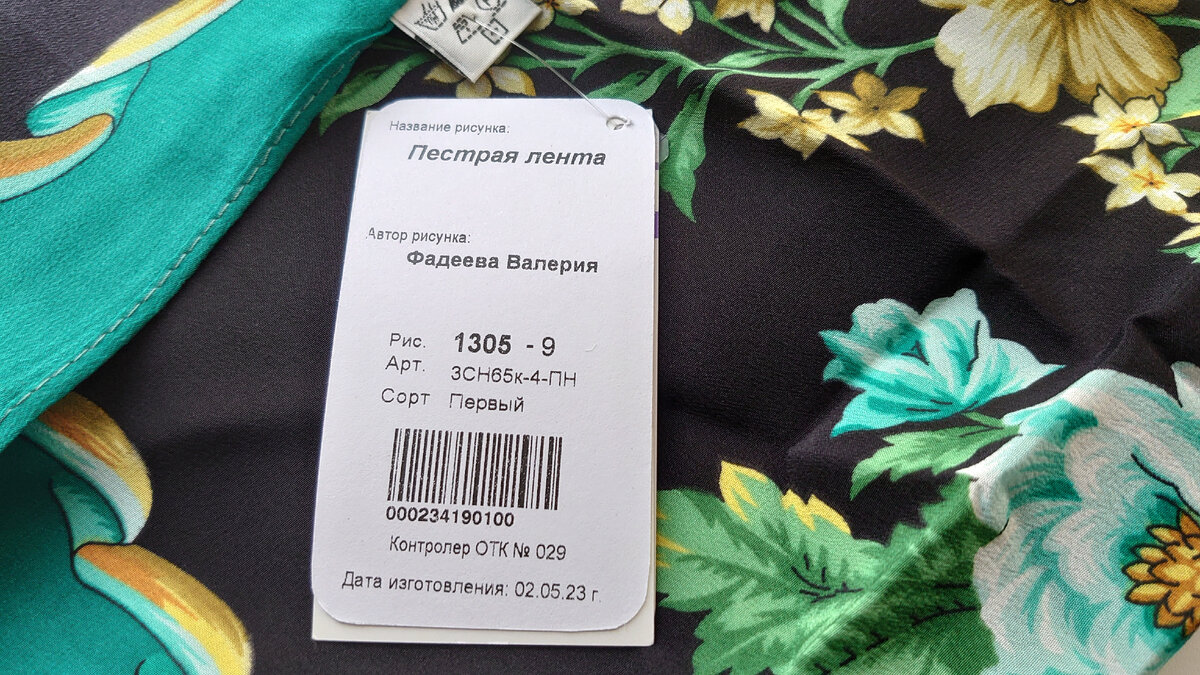 Название рисунка:
Пестрая лента
Автор рисунка:
Фадеева Валерия
Рис. 1305 - 9
Арт. 3СН65к-4-ПН
Сорт Первый
000234190100
Контролер ОТК № 029
Дата изготовления: 02.05.23 г.